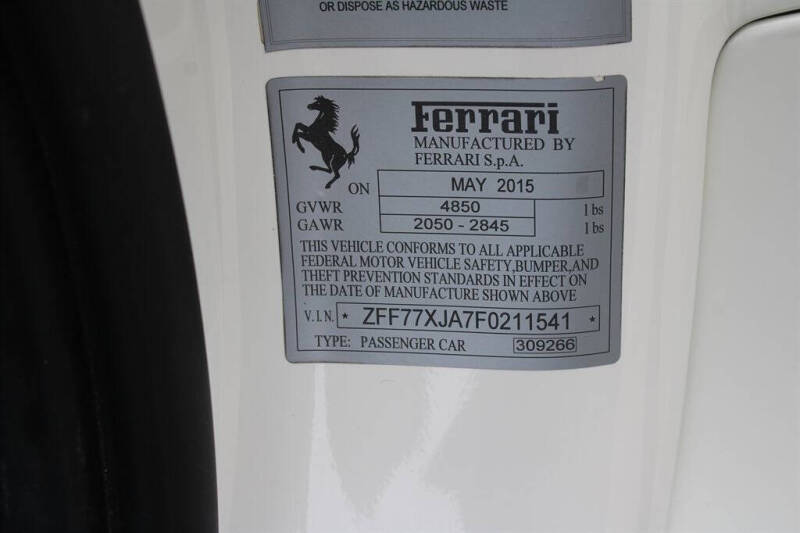 OR DISPOSE AS HAZARDOUS WASTE
Ferrari
MANUFACTURED BY
FERRARI S.p.A.
ON MAY 2015
GVWR 4850 lbs
GAWR 2050 - 2845 lbs
THIS VEHICLE CONFORMS TO ALL APPLICABLE
FEDERAL MOTOR VEHICLE SAFETY,BUMPER,AND
THEFT PREVENTION STANDARDS IN EFFECT ON
THE DATE OF MANUFACTURE SHOWN ABOVE
V.I.N. * ZFF77XJA7F0211541 *
TYPE: PASSENGER CAR 309266